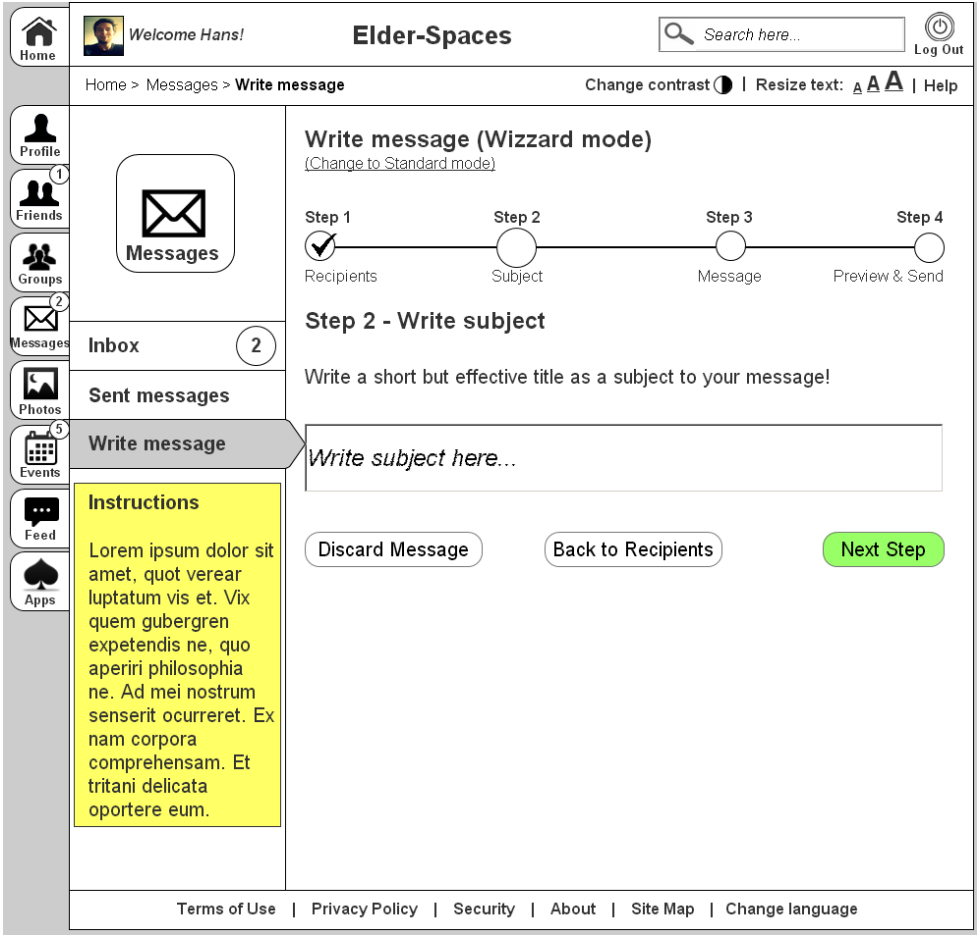 Home
Welcome Hans!
Elder-Spaces
Search here...
Log Out
Home > Messages > Write message
Change contrast | Resize text: A A A | Help
Profile
1
Friends
Groups
2
Messages
Photos
5
Events
Feed
Apps
Messages
Inbox 2
Sent messages
Write message
Instructions
Lorem ipsum dolor sit
amet, quot verear
luptatum vis et. Vix
quem gubergren
expetendis ne, quo
aperiri philosophia
ne. Ad mei nostrum
senserit ocurreret. Ex
nam corpora
comprehensam. Et
tritani delicata
oportere eum.
Write message (Wizzard mode)
(Change to Standard mode)
Step 1 Step 2 Step 3 Step 4
Recipients Subject Message Preview & Send
Step 2 - Write subject
Write a short but effective title as a subject to your message!
Write subject here...
Discard Message Back to Recipients Next Step
Terms of Use | Privacy Policy | Security | About | Site Map | Change language